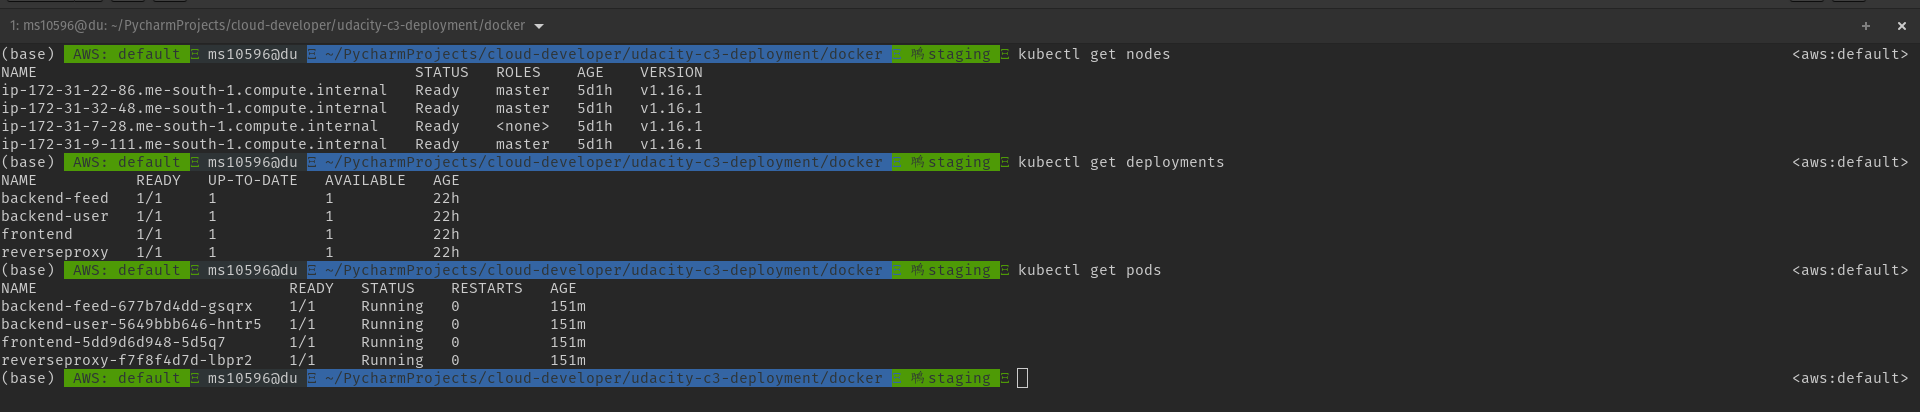 1: ms10596@du: ~/PycharmProjects/cloud-developer/udacity-c3-deployment/docker
(base) AWS: default ms10596@du ~/PycharmProjects/cloud-developer/udacity-c3-deployment/docker staging kubectl get nodes <aws:default>
NAME STATUS ROLES AGE VERSION
ip-172-31-22-86.me-south-1.compute.internal Ready master 5d1h v1.16.1
ip-172-31-32-48.me-south-1.compute.internal Ready master 5d1h v1.16.1
ip-172-31-7-28.me-south-1.compute.internal Ready <none> 5d1h v1.16.1
ip-172-31-9-111.me-south-1.compute.internal Ready master 5d1h v1.16.1
(base) AWS: default ms10596@du ~/PycharmProjects/cloud-developer/udacity-c3-deployment/docker staging kubectl get deployments <aws:default>
NAME READY UP-TO-DATE AVAILABLE AGE
backend-feed 1/1 1 1 22h
backend-user 1/1 1 1 22h
frontend 1/1 1 1 22h
reverseproxy 1/1 1 1 22h
(base) AWS: default ms10596@du ~/PycharmProjects/cloud-developer/udacity-c3-deployment/docker staging kubectl get pods <aws:default>
NAME READY STATUS RESTARTS AGE
backend-feed-677b7d4dd-gsqrx 1/1 Running 0 151m
backend-user-5649bbb646-hntr5 1/1 Running 0 151m
frontend-5dd9d6d948-5d5q7 1/1 Running 0 151m
reverseproxy-f7f8f4d7d-lbpr2 1/1 Running 0 151m
(base) AWS: default ms10596@du ~/PycharmProjects/cloud-developer/udacity-c3-deployment/docker staging <aws:default>